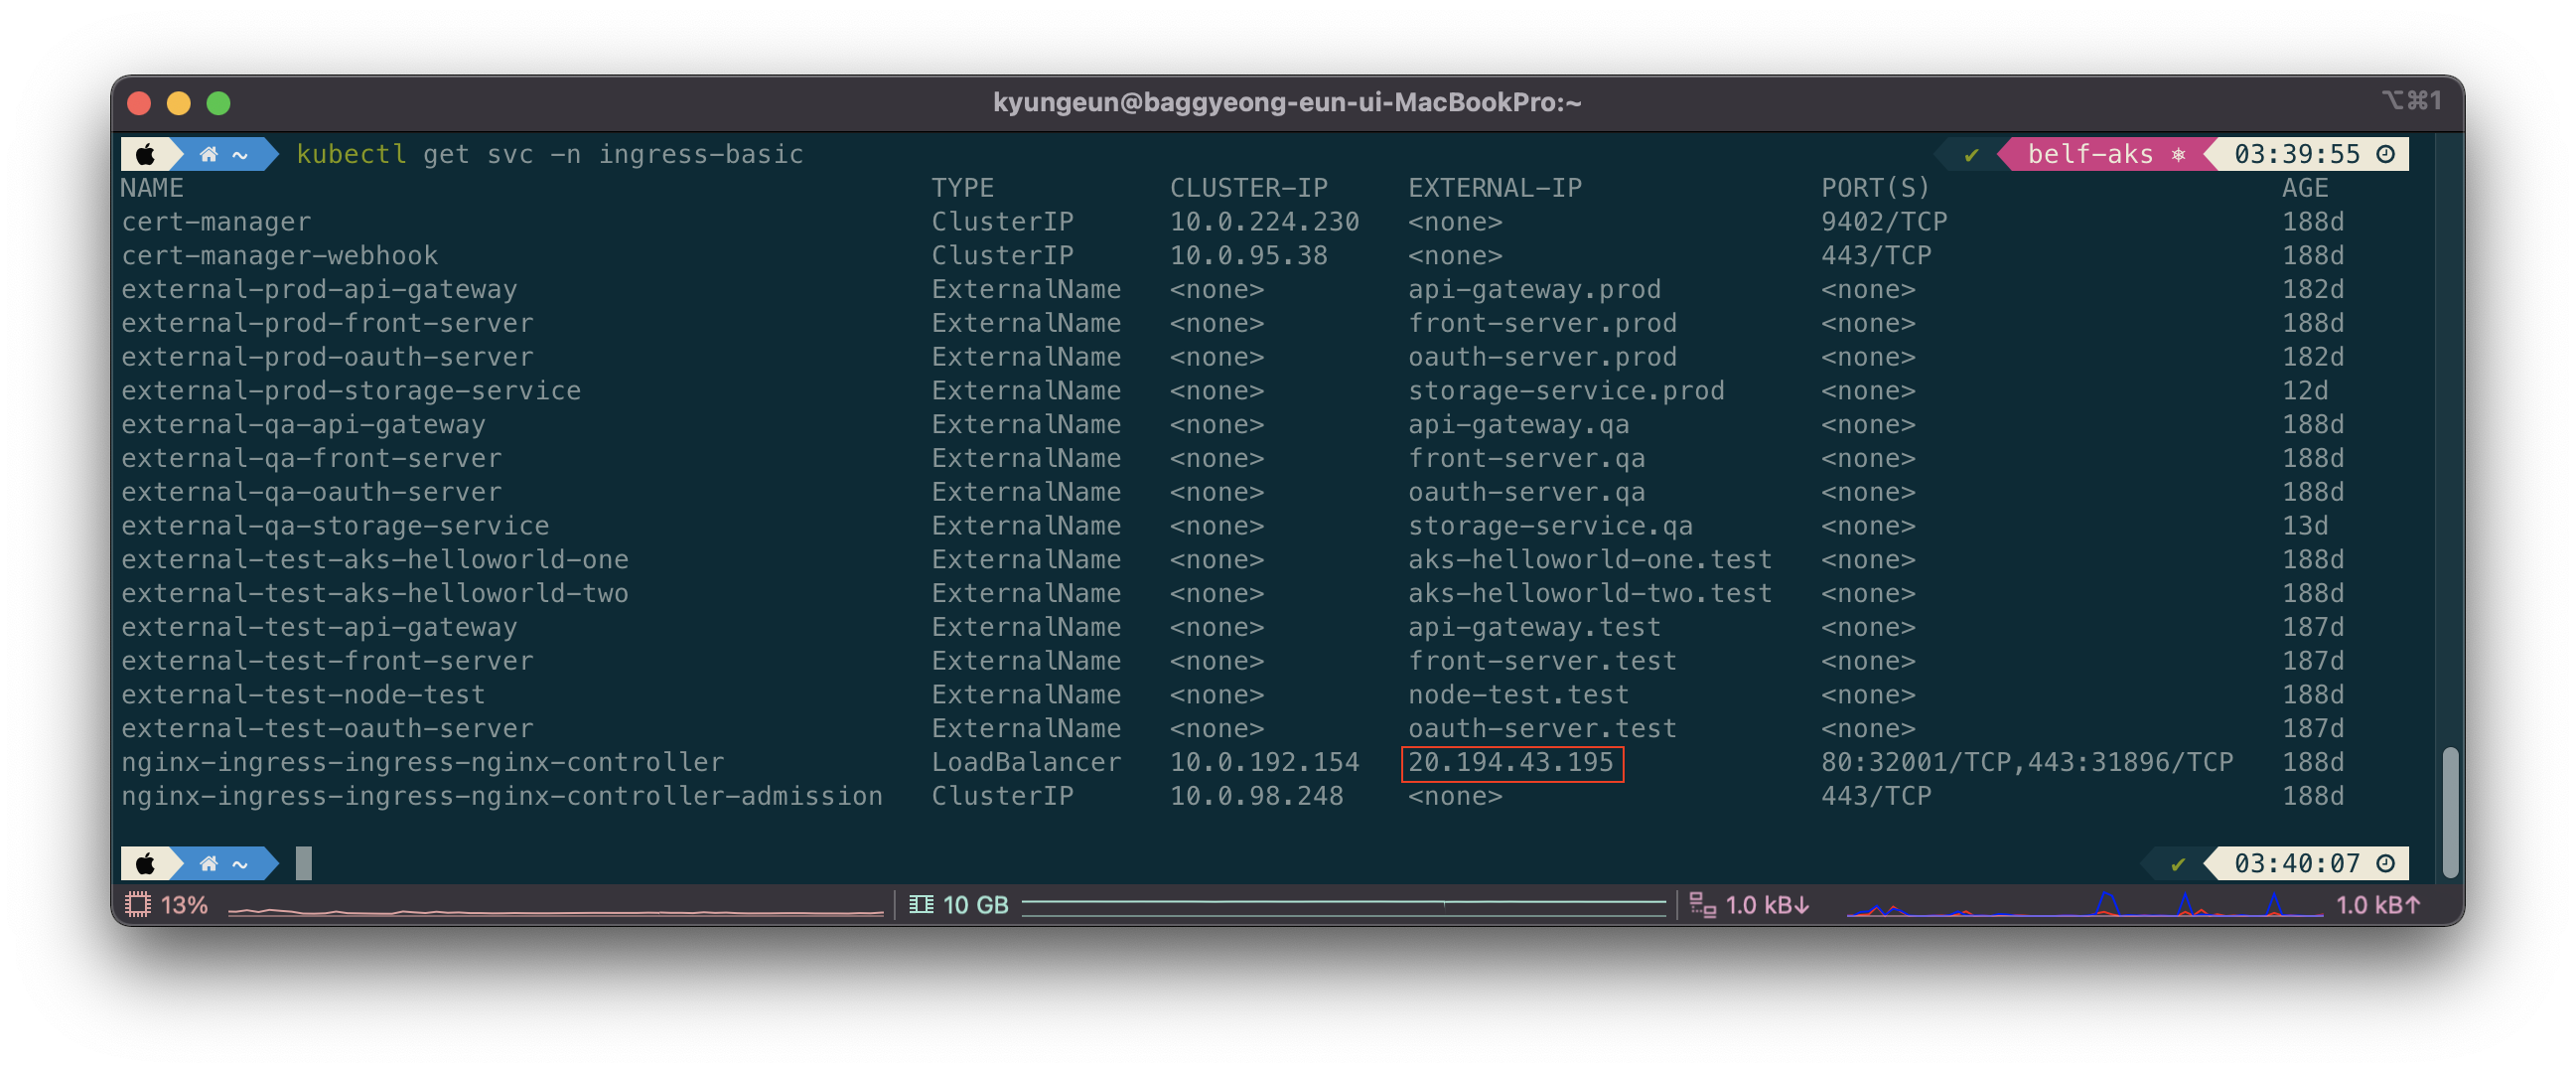 kyungeun@baggyeong-eun-ui-MacBookPro:~ ⌥⌘1
~ kubectl get svc -n ingress-basic ✔ belf-aks ⎈ 03:39:55
NAME TYPE CLUSTER-IP EXTERNAL-IP PORT(S) AGE
cert-manager ClusterIP 10.0.224.230 <none> 9402/TCP 188d
cert-manager-webhook ClusterIP 10.0.95.38 <none> 443/TCP 188d
external-prod-api-gateway ExternalName <none> api-gateway.prod <none> 182d
external-prod-front-server ExternalName <none> front-server.prod <none> 188d
external-prod-oauth-server ExternalName <none> oauth-server.prod <none> 182d
external-prod-storage-service ExternalName <none> storage-service.prod <none> 12d
external-qa-api-gateway ExternalName <none> api-gateway.qa <none> 188d
external-qa-front-server ExternalName <none> front-server.qa <none> 188d
external-qa-oauth-server ExternalName <none> oauth-server.qa <none> 188d
external-qa-storage-service ExternalName <none> storage-service.qa <none> 13d
external-test-aks-helloworld-one ExternalName <none> aks-helloworld-one.test <none> 188d
external-test-aks-helloworld-two ExternalName <none> aks-helloworld-two.test <none> 188d
external-test-api-gateway ExternalName <none> api-gateway.test <none> 187d
external-test-front-server ExternalName <none> front-server.test <none> 187d
external-test-node-test ExternalName <none> node-test.test <none> 188d
external-test-oauth-server ExternalName <none> oauth-server.test <none> 187d
nginx-ingress-ingress-nginx-controller LoadBalancer 10.0.192.154 20.194.43.195 80:32001/TCP,443:31896/TCP 188d
nginx-ingress-ingress-nginx-controller-admission ClusterIP 10.0.98.248 <none> 443/TCP 188d
~ ✔ 03:40:07
13% 10 GB 1.0 kB↓ 1.0 kB↑